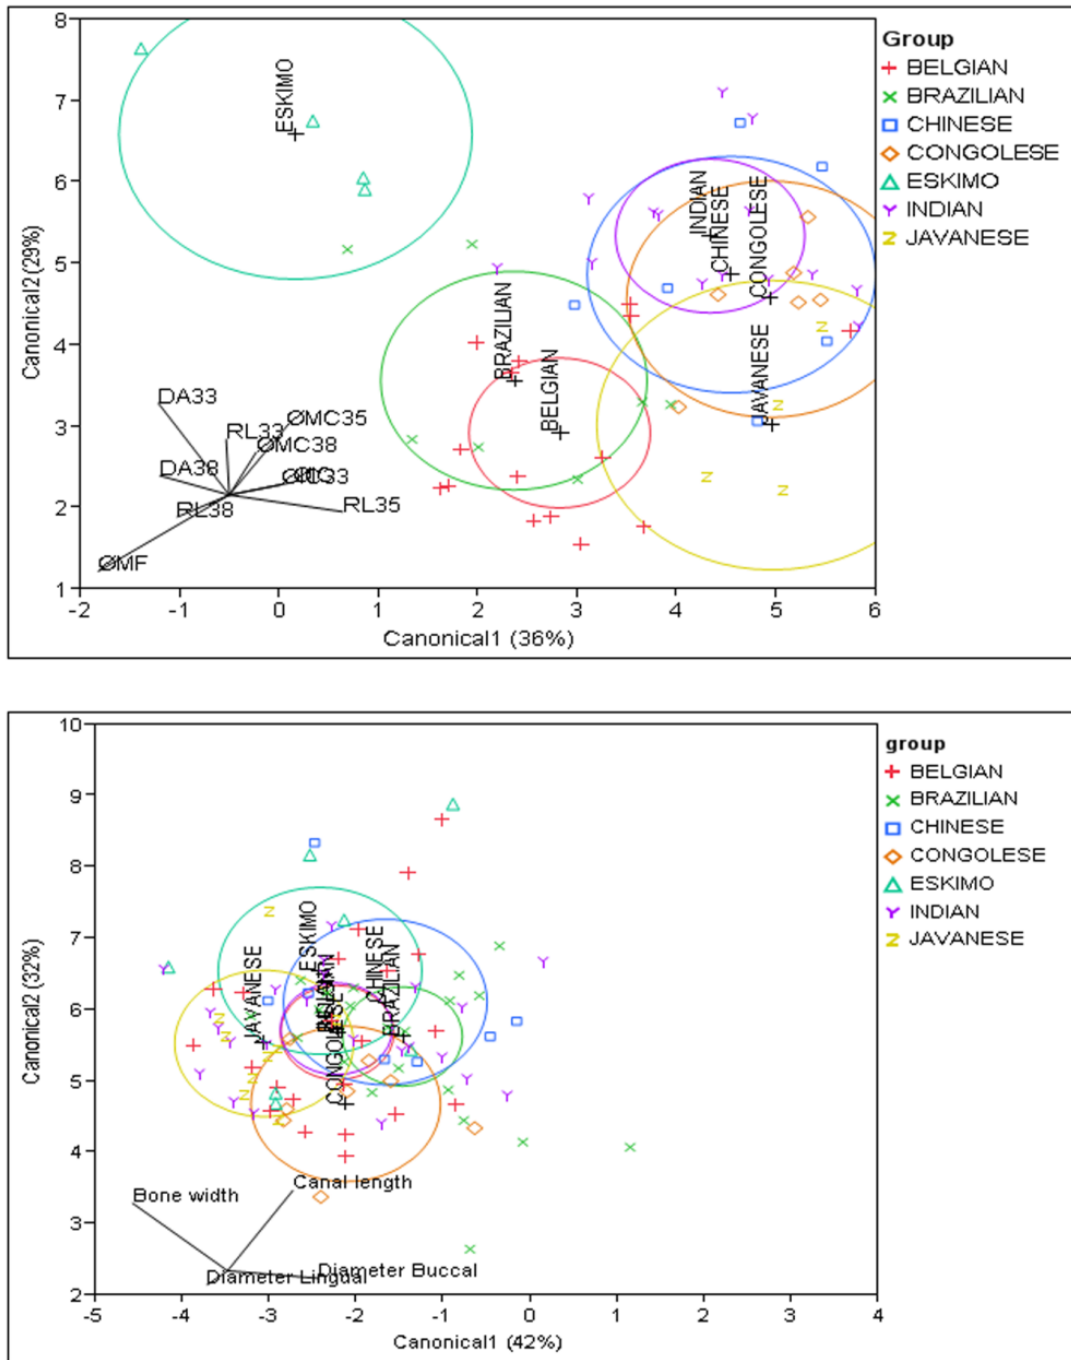 8
7
6
5
4
3
2
1
Canonical2 (29%)
-2 -1 0 1 2 3 4 5 6
Canonical1 (36%)
ESKIMO
INDIAN
CHINESE
CONGOLESE
BRAZILIAN
BELGIAN
JAVANESE
DA33
RL33
ØMC35
ØMC38
DA38
RL38
RL35
ØMF
Group
BELGIAN
BRAZILIAN
CHINESE
CONGOLESE
ESKIMO
INDIAN
JAVANESE
10
9
8
7
6
5
4
3
2
Canonical2 (32%)
-5 -4 -3 -2 -1 0 1 2 3 4
Canonical1 (42%)
ESKIMO
CHINESE
BRAZILIAN
JAVANESE
CONGOLESE
Canal length
Bone width
Diameter Lingual
Diameter Buccal
group
BELGIAN
BRAZILIAN
CHINESE
CONGOLESE
ESKIMO
INDIAN
JAVANESE